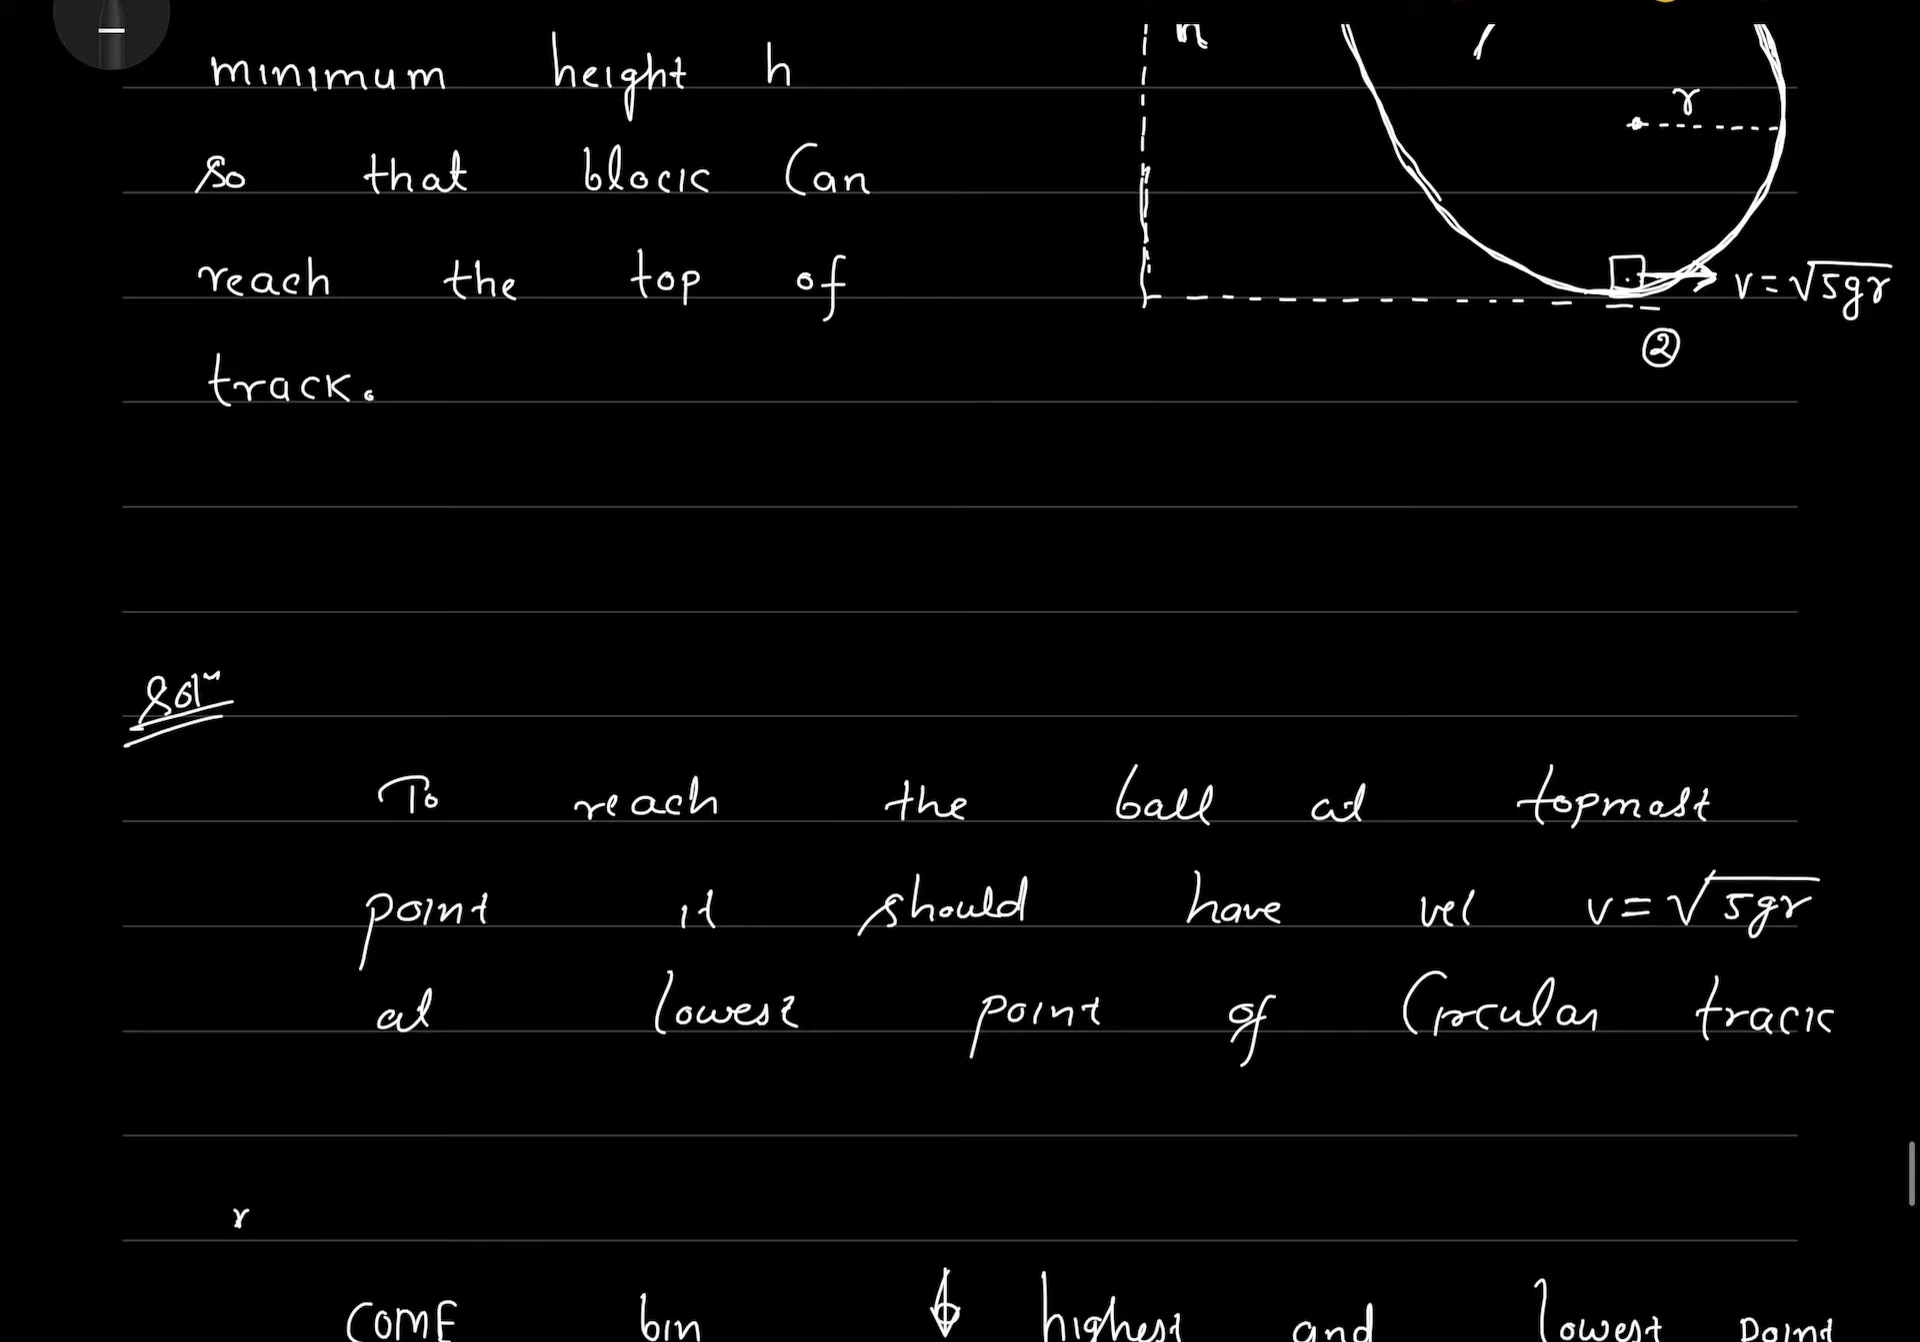 minimum height h
so that block can
reach the top of
track.
r
v = √5gr
②
Solⁿ
To reach the ball at topmost
point it should have vel v = √5gr
at lowest point of Circular track
r
COME b/n highest and lowest point